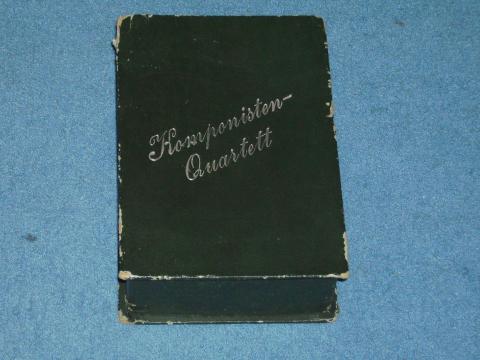 Komponisten-
Quartett